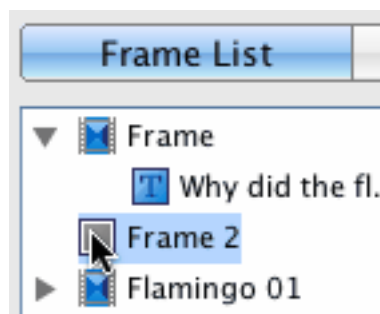 Frame List
Frame
T Why did the fl.
Frame 2
Flamingo 01